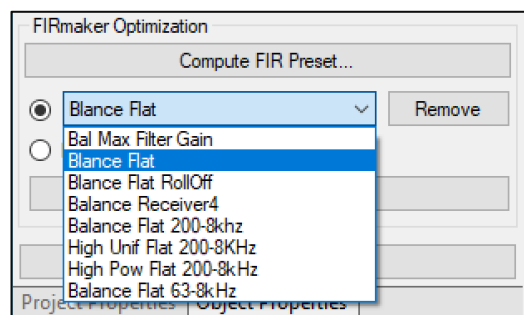 FIRmaker Optimization
Compute FIR Preset...
Blance Flat
Remove
Bal Max Filter Gain
Blance Flat
Blance Flat RollOff
Balance Receiver4
Balance Flat 200-8khz
High Unif Flat 200-8KHz
High Pow Flat 200-8kHz
Balance Flat 63-8kHz
Project Properties Object Properties